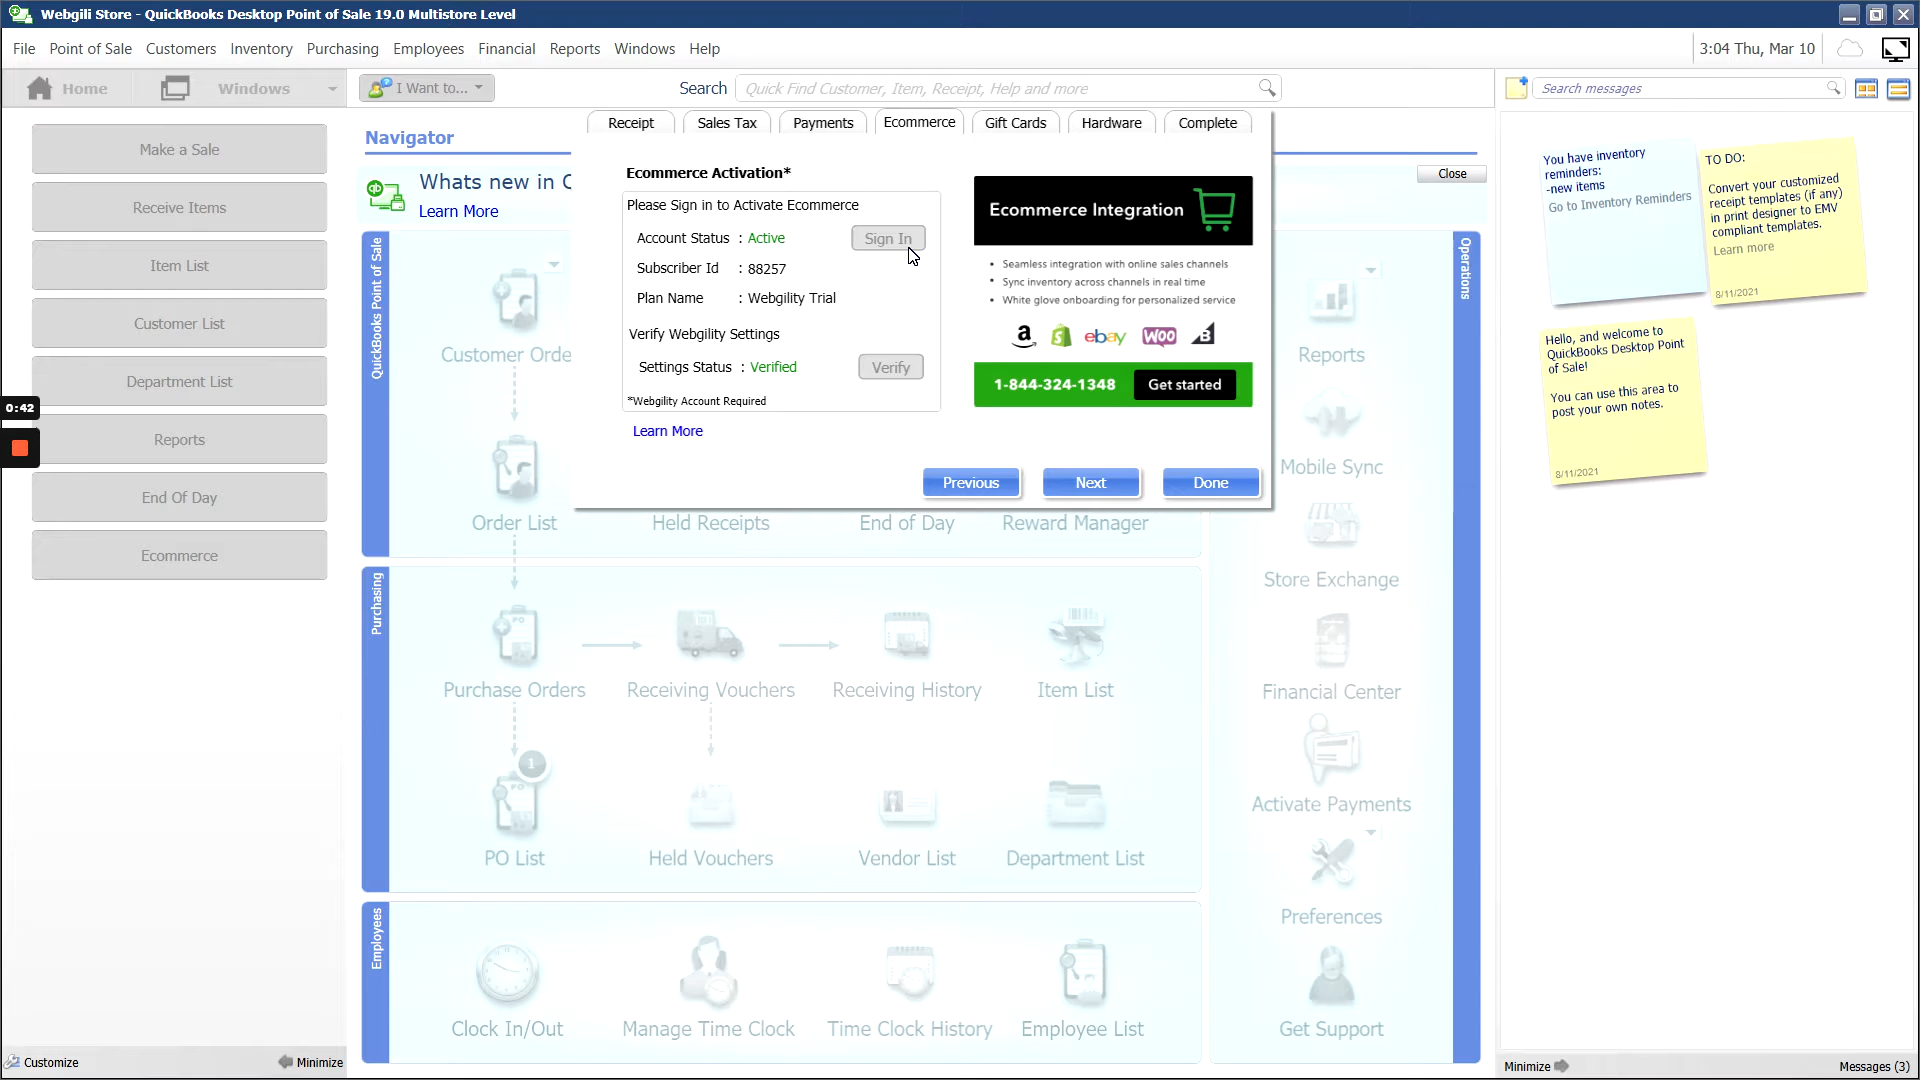 Webgili Store - QuickBooks Desktop Point of Sale 19.0 Multistore Level
File Point of Sale Customers Inventory Purchasing Employees Financial Reports Windows Help
3:04 Thu, Mar 10
Home
Windows
I Want to...
Search
Quick Find Customer, Item, Receipt, Help and more
Search messages
Make a Sale
Receive Items
Item List
Customer List
Department List
Reports
End Of Day
Ecommerce
0:42
Customize
Minimize
Navigator
Whats new in
Learn More
Close
Receipt
Sales Tax
Payments
Ecommerce
Gift Cards
Hardware
Complete
Ecommerce Activation*
Please Sign in to Activate Ecommerce
Account Status : Active
Sign In
Subscriber Id : 88257
Plan Name : Webgility Trial
Verify Webgility Settings
Settings Status : Verified
Verify
*Webgility Account Required
Learn More
Ecommerce Integration
• Seamless integration with online sales channels
• Sync inventory across channels in real time
• White glove onboarding for personalized service
a
ebay
WOO
B
1-844-324-1348
Get started
Previous
Next
Done
QuickBooks Point of Sale
Customer Orde
Order List
Held Receipts
End of Day
Reward Manager
Purchasing
PO
Purchase Orders
Receiving Vouchers
Receiving History
Item List
1
PO
PO List
Held Vouchers
Vendor List
Department List
Employees
Clock In/Out
Manage Time Clock
Time Clock History
Employee List
Operations
Reports
Mobile Sync
Store Exchange
Financial Center
Activate Payments
Preferences
Get Support
You have inventory
reminders:
-new items
Go to Inventory Reminders
TO DO:
Convert your customized
receipt templates (if any)
in print designer to EMV
compliant templates.
Learn more
8/11/2021
Hello, and welcome to
QuickBooks Desktop Point
of Sale!
You can use this area to
post your own notes.
8/11/2021
Minimize
Messages (3)